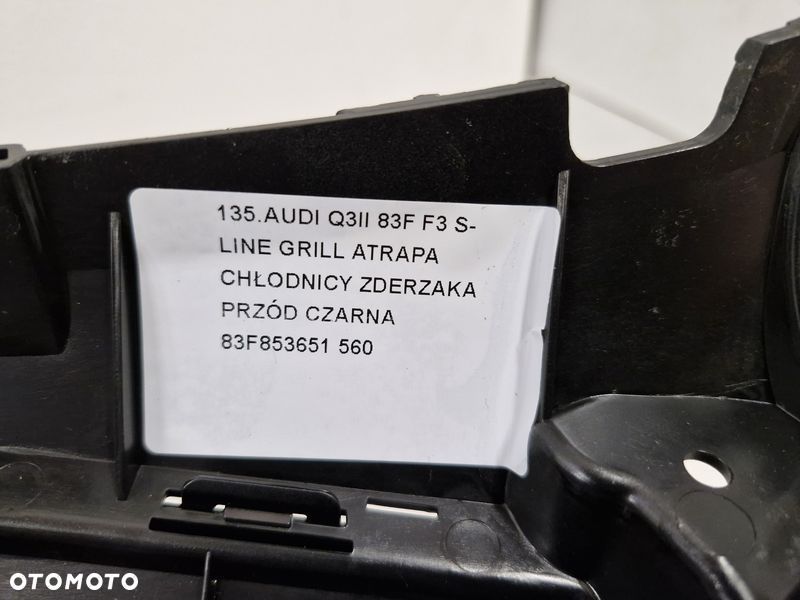 135.AUDI Q3II 83F F3 S-
LINE GRILL ATRAPA
CHŁODNICY ZDERZAKA
PRZÓD CZARNA
83F853651 560
OTOMOTO